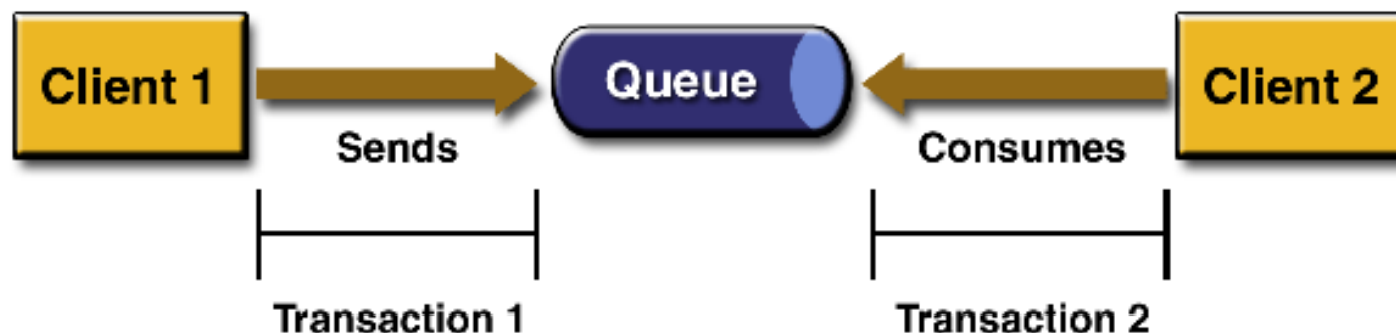 Client 1
Queue
Client 2
Sends
Consumes
Transaction 1
Transaction 2